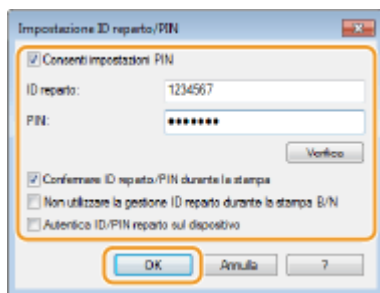 Impostazione ID reparto/PIN
Consenti impostazioni PIN
ID reparto: 1234567
PIN: •••••••
Verifica
Confermare ID reparto/PIN durante la stampa
Non utilizzare la gestione ID reparto durante la stampa B/N
Autentica ID/PIN reparto sul dispositivo
OK Annulla ?